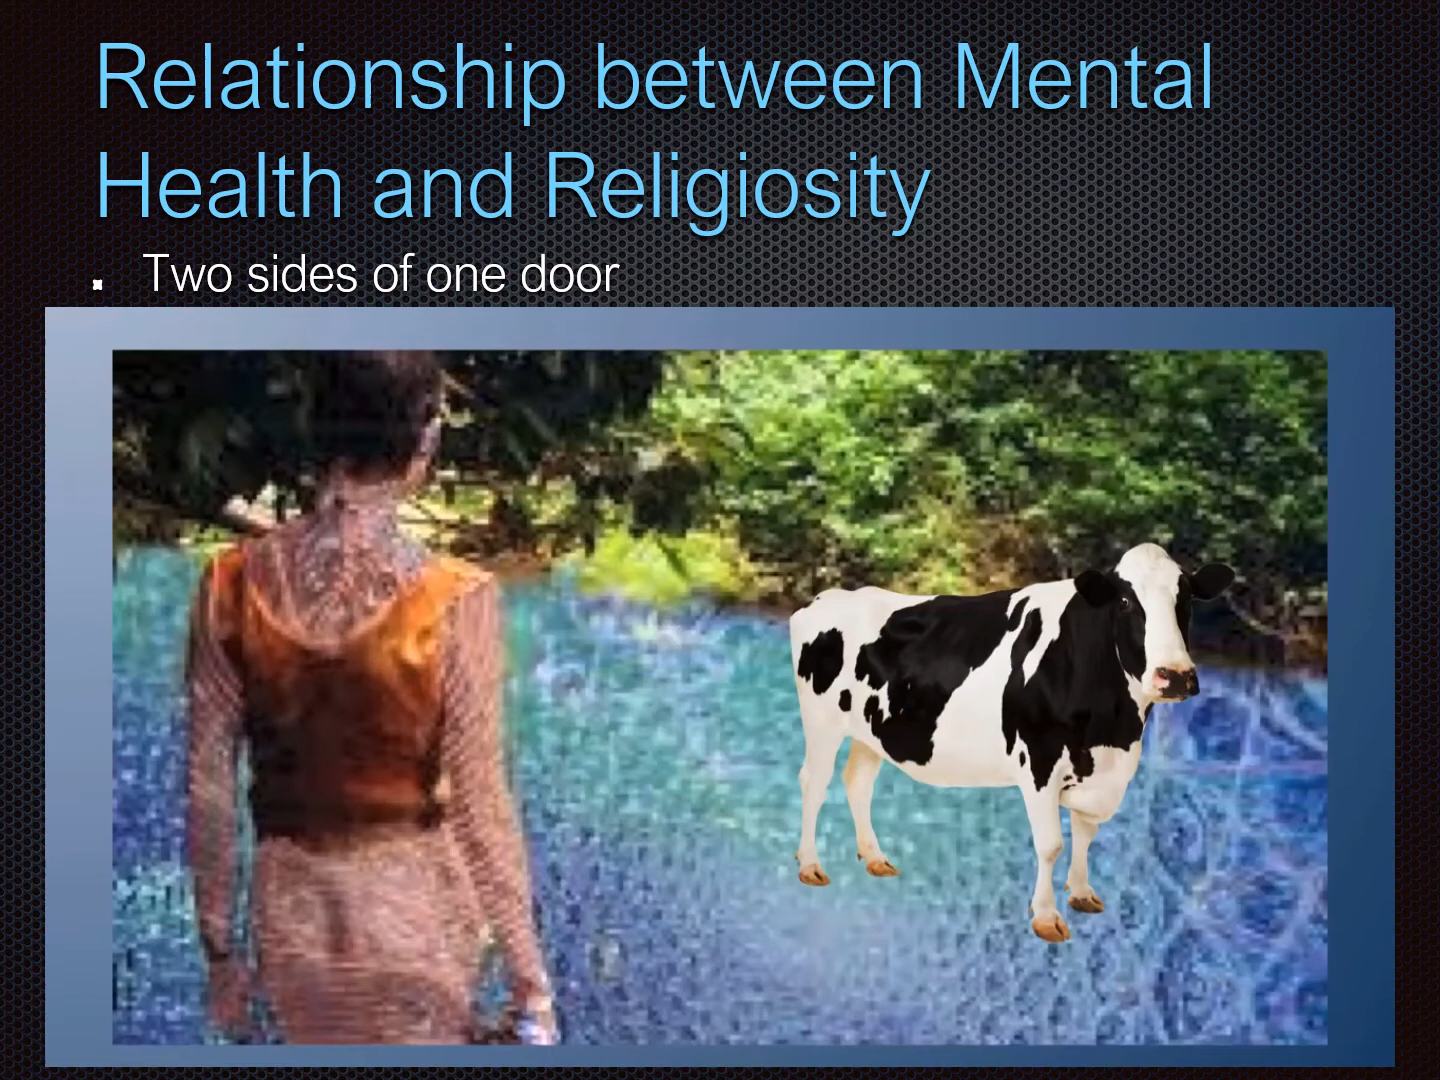 Relationship between Mental
Health and Religiosity
Two sides of one door